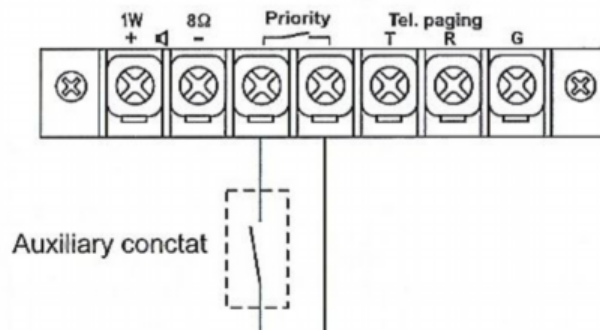 1W 8Ω Priority Tel. paging
+ − T R G
Auxiliary conctat